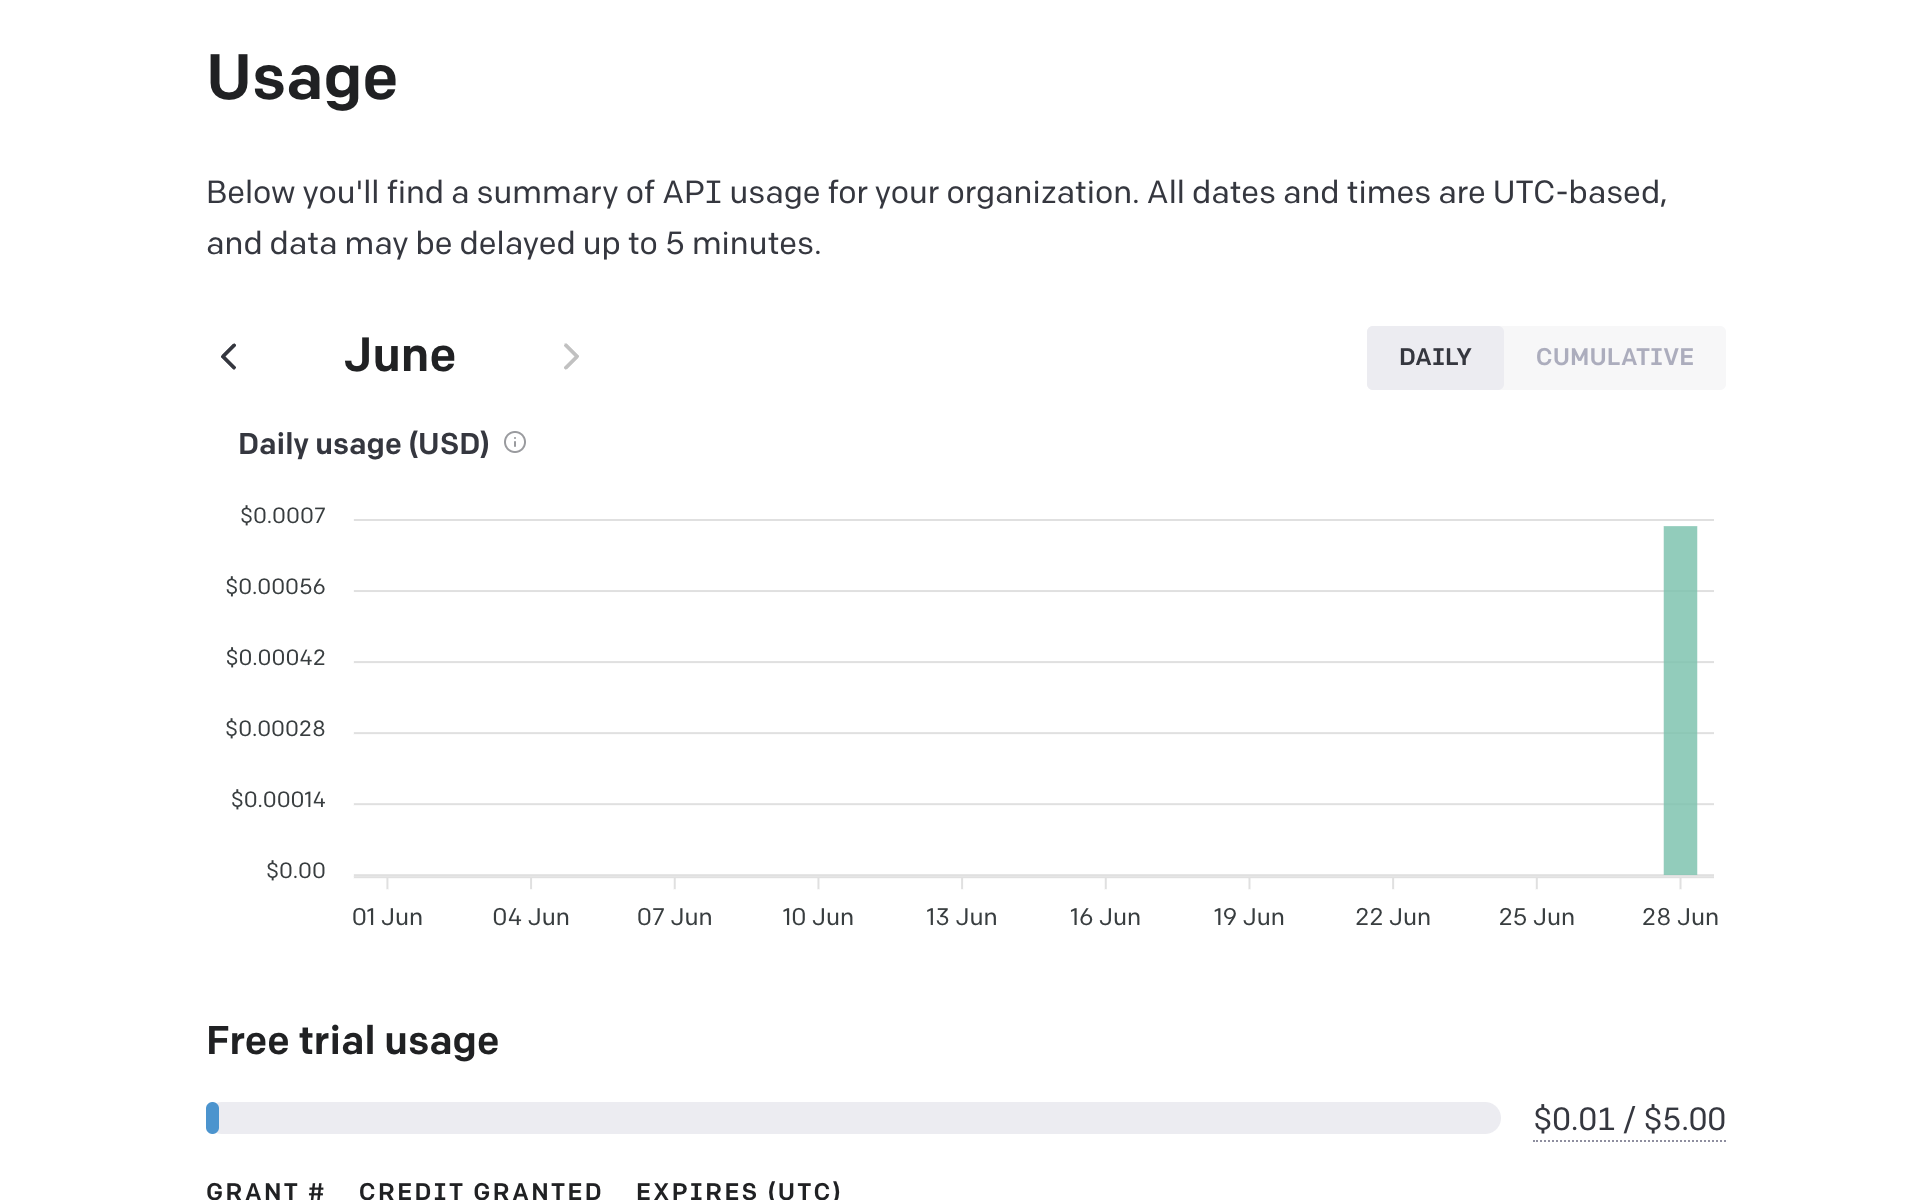 Usage
Below you'll find a summary of API usage for your organization. All dates and times are UTC-based,
and data may be delayed up to 5 minutes.
June
DAILY CUMULATIVE
Daily usage (USD)
$0.0007
$0.00056
$0.00042
$0.00028
$0.00014
$0.00
01 Jun 04 Jun 07 Jun 10 Jun 13 Jun 16 Jun 19 Jun 22 Jun 25 Jun 28 Jun
Free trial usage
$0.01 / $5.00
GRANT # CREDIT GRANTED EXPIRES (UTC)